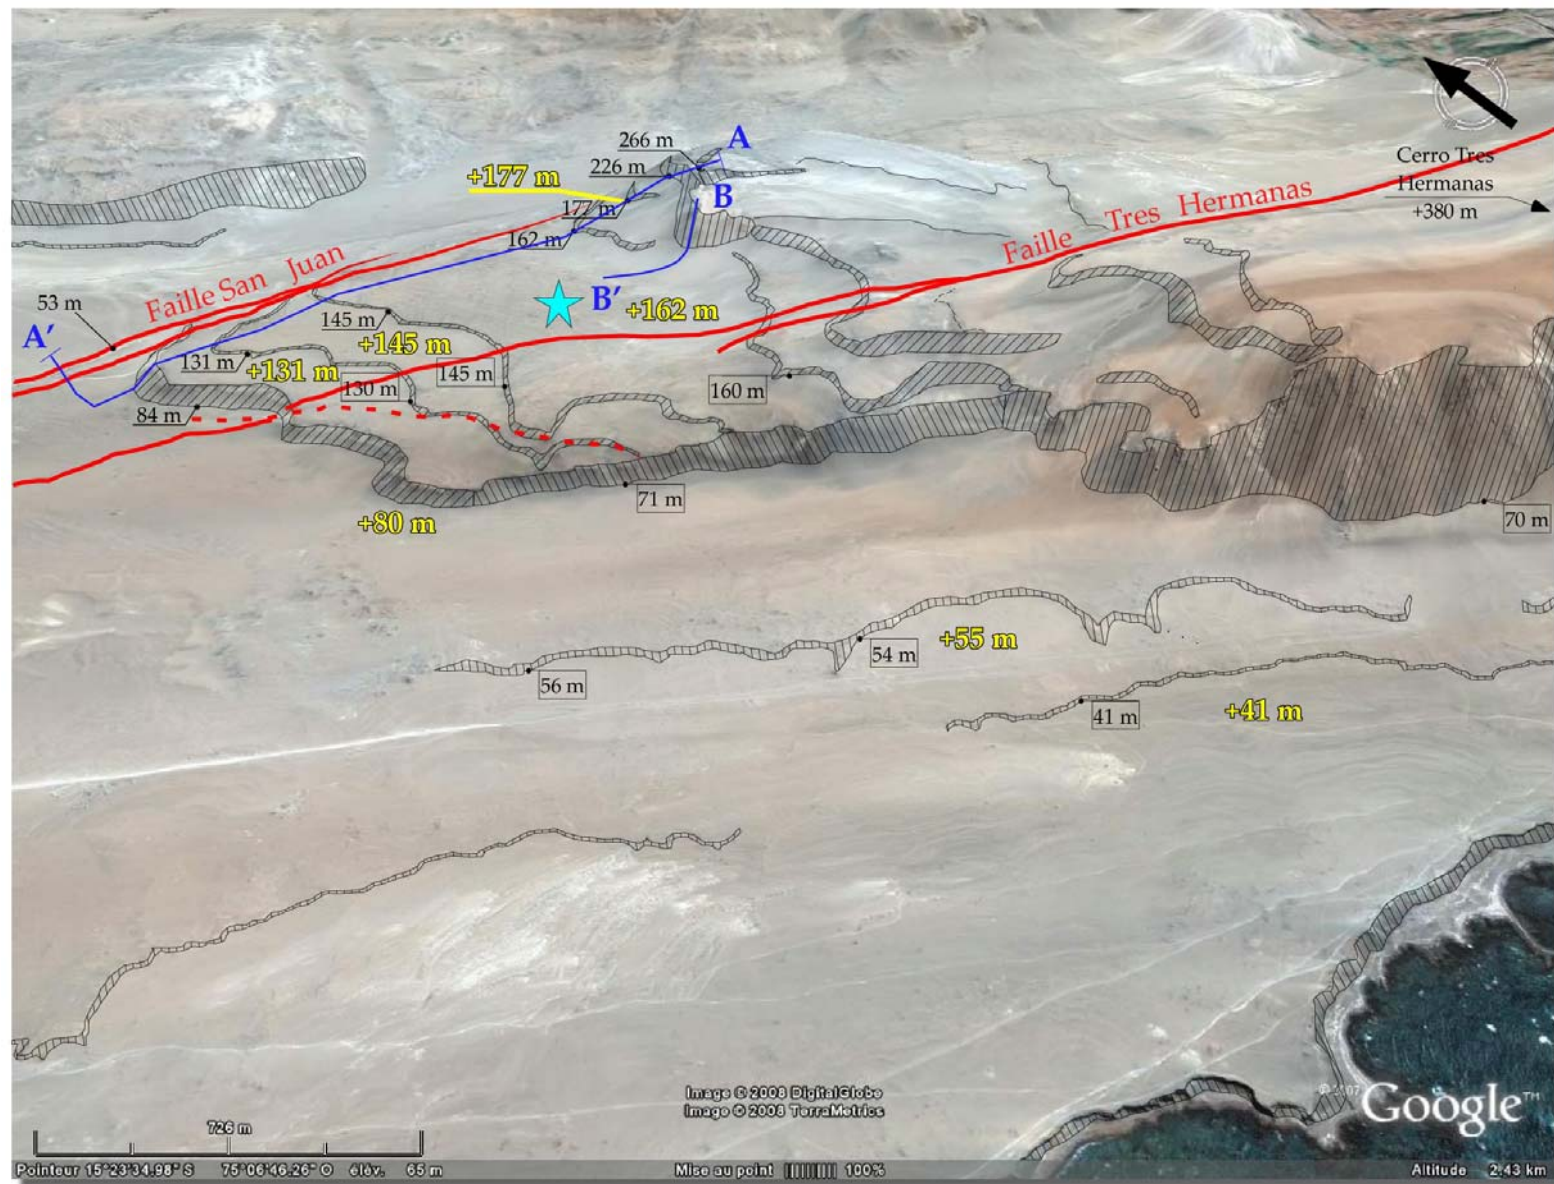 266 m
A
226 m
+177 m
177 m
B
162 m
Cerro Tres
Hermanas
+380 m
Faille Tres Hermanas
Faille San Juan
53 m
A'
B'
+162 m
145 m
+145 m
131 m
+131 m
130 m
145 m
160 m
84 m
71 m
70 m
+80 m
54 m
+55 m
56 m
41 m
+41 m
Image © 2008 DigitalGlobe
Image © 2008 TerraMetrics
© 2007 Google™
726 m
Pointeur 15°23'34.98" S 75°06'46.26" O élév. 65 m
Mise au point 100%
Altitude 2.43 km